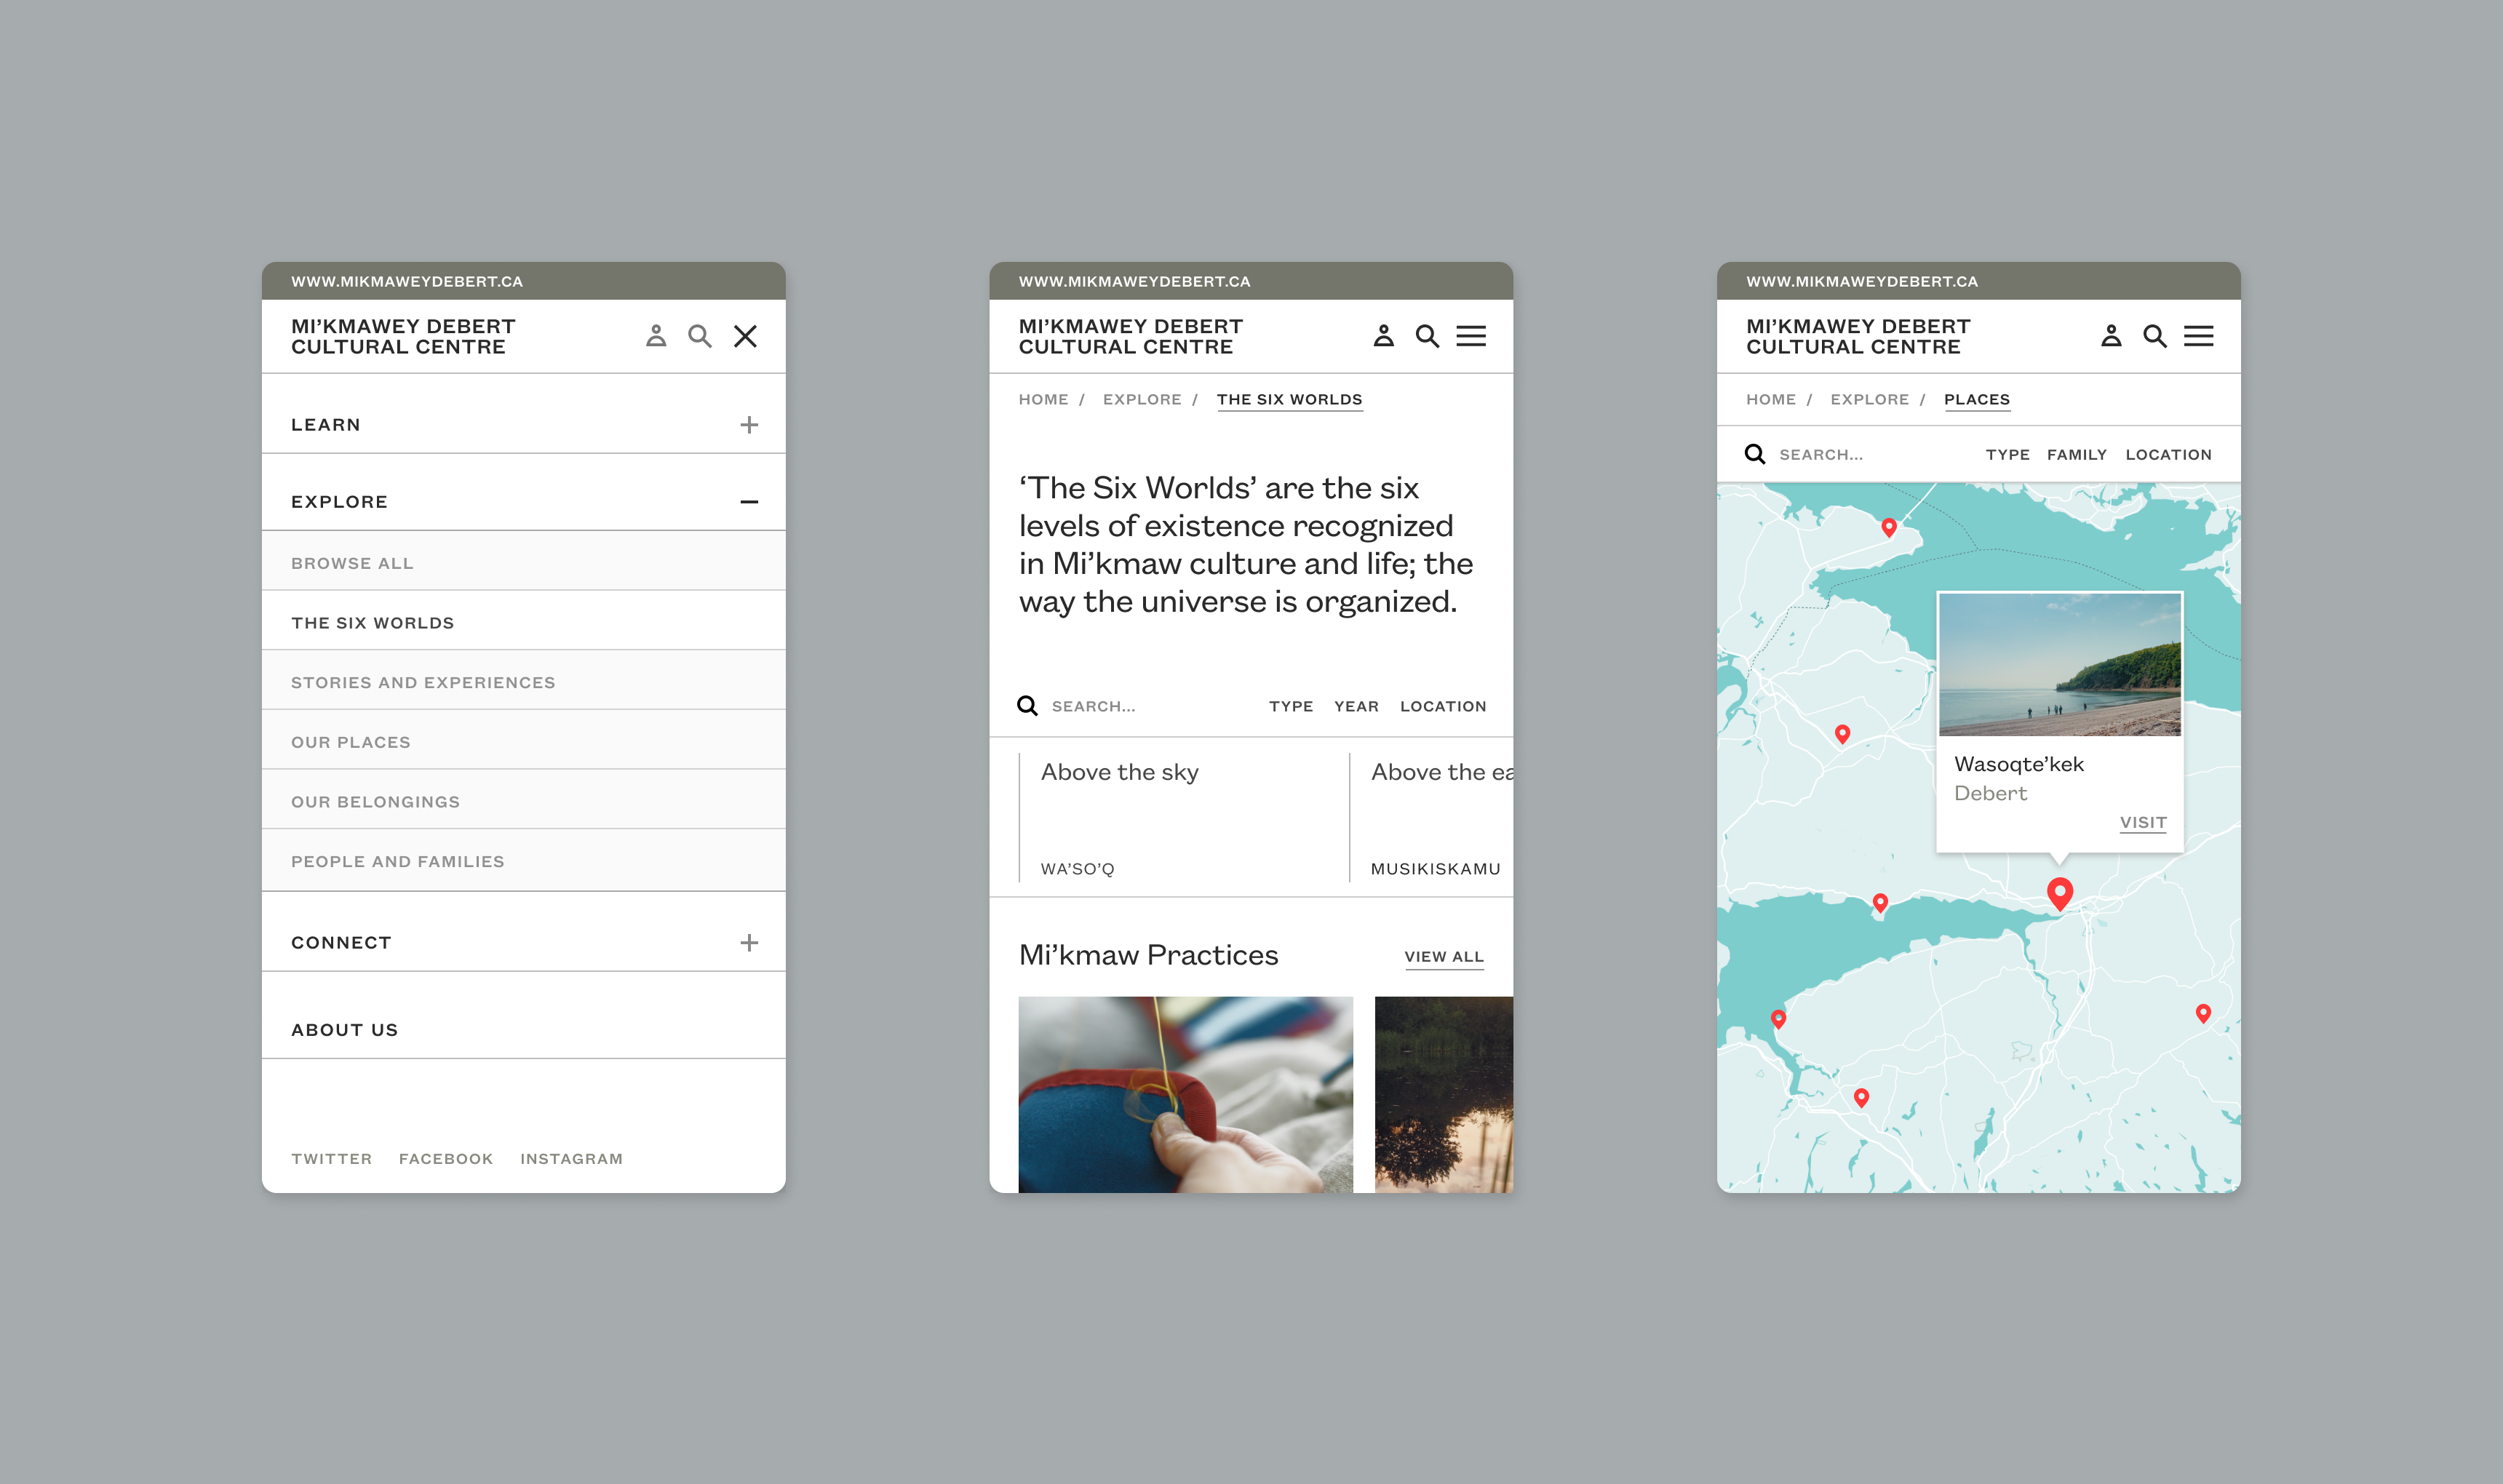 WWW.MIKMAWEYDEBERT.CA
MI’KMAWEY DEBERT
CULTURAL CENTRE
LEARN
EXPLORE
BROWSE ALL
THE SIX WORLDS
STORIES AND EXPERIENCES
OUR PLACES
OUR BELONGINGS
PEOPLE AND FAMILIES
CONNECT
ABOUT US
TWITTER FACEBOOK INSTAGRAM
WWW.MIKMAWEYDEBERT.CA
MI’KMAWEY DEBERT
CULTURAL CENTRE
HOME / EXPLORE / THE SIX WORLDS
‘The Six Worlds’ are the six
levels of existence recognized
in Mi’kmaw culture and life; the
way the universe is organized.
SEARCH... TYPE YEAR LOCATION
Above the sky
WA’SO’Q
Above the ea
MUSIKISKAMU
Mi’kmaw Practices VIEW ALL
WWW.MIKMAWEYDEBERT.CA
MI’KMAWEY DEBERT
CULTURAL CENTRE
HOME / EXPLORE / PLACES
SEARCH... TYPE FAMILY LOCATION
Wasoqte’kek
Debert
VISIT